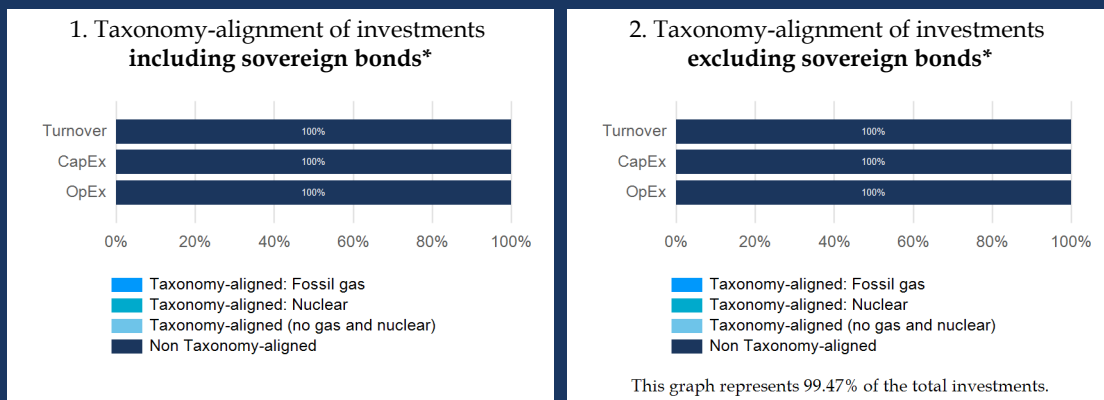 1. Taxonomy-alignment of investments
including sovereign bonds*
Turnover 100%
CapEx 100%
OpEx 100%
0% 20% 40% 60% 80% 100%
Taxonomy-aligned: Fossil gas
Taxonomy-aligned: Nuclear
Taxonomy-aligned (no gas and nuclear)
Non Taxonomy-aligned
2. Taxonomy-alignment of investments
excluding sovereign bonds*
Turnover 100%
CapEx 100%
OpEx 100%
0% 20% 40% 60% 80% 100%
Taxonomy-aligned: Fossil gas
Taxonomy-aligned: Nuclear
Taxonomy-aligned (no gas and nuclear)
Non Taxonomy-aligned
This graph represents 99.47% of the total investments.